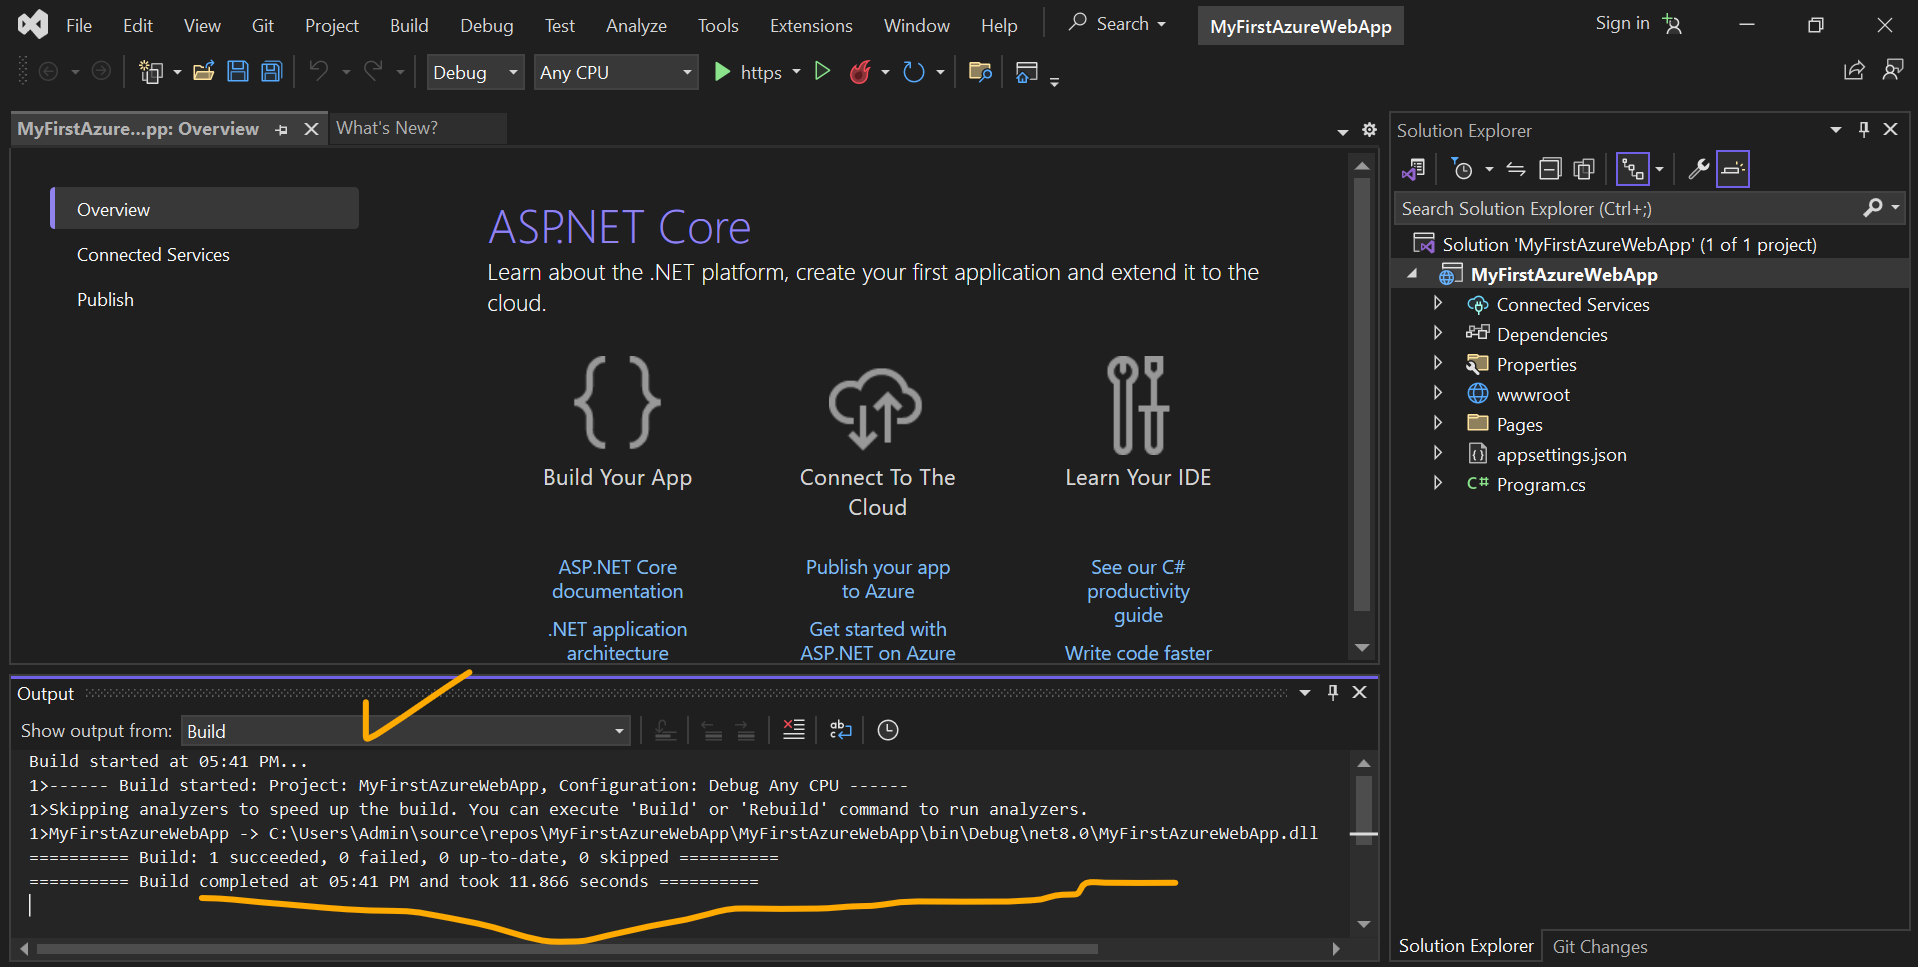 File Edit View Git Project Build Debug Test Analyze Tools Extensions Window Help Search MyFirstAzureWebApp Sign in
Debug Any CPU https
MyFirstAzure...pp: Overview What's New?
Overview
Connected Services
Publish
ASP.NET Core
Learn about the .NET platform, create your first application and extend it to the
cloud.
Build Your App
Connect To The
Cloud
Learn Your IDE
ASP.NET Core
documentation
.NET application
architecture
Publish your app
to Azure
Get started with
ASP.NET on Azure
See our C#
productivity
guide
Write code faster
Output
Show output from: Build
Build started at 05:41 PM...
1>------ Build started: Project: MyFirstAzureWebApp, Configuration: Debug Any CPU ------
1>Skipping analyzers to speed up the build. You can execute 'Build' or 'Rebuild' command to run analyzers.
1>MyFirstAzureWebApp -> C:\Users\Admin\source\repos\MyFirstAzureWebApp\MyFirstAzureWebApp\bin\Debug\net8.0\MyFirstAzureWebApp.dll
========== Build: 1 succeeded, 0 failed, 0 up-to-date, 0 skipped ==========
========== Build completed at 05:41 PM and took 11.866 seconds ==========
Solution Explorer
Search Solution Explorer (Ctrl+;)
Solution 'MyFirstAzureWebApp' (1 of 1 project)
MyFirstAzureWebApp
Connected Services
Dependencies
Properties
wwwroot
Pages
appsettings.json
C# Program.cs
Solution Explorer Git Changes